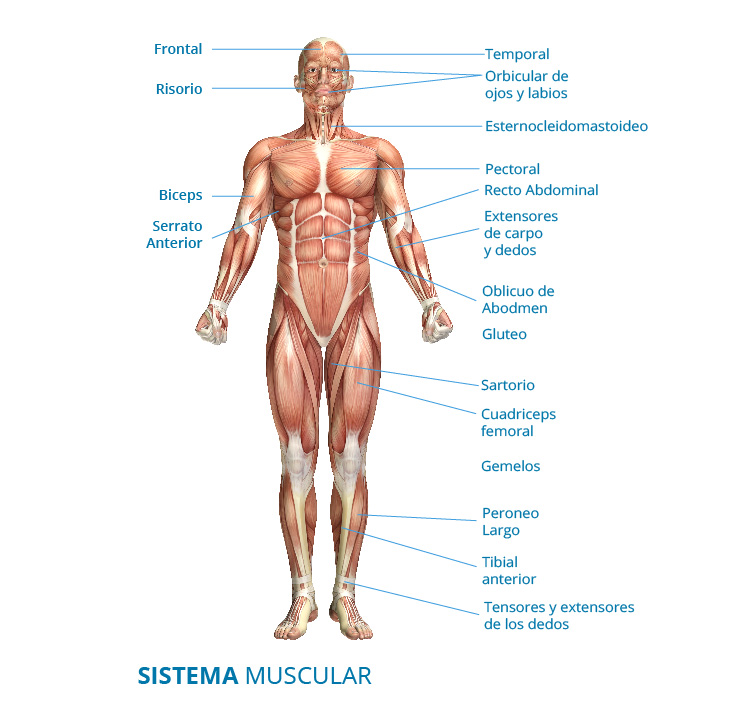 Frontal
Risorio
Biceps
Serrato
Anterior
Temporal
Orbicular de
ojos y labios
Esternocleidomastoideo
Pectoral
Recto Abdominal
Extensores
de carpo
y dedos
Oblicuo de
Abodmen
Gluteo
Sartorio
Cuadriceps
femoral
Gemelos
Peroneo
Largo
Tibial
anterior
Tensores y extensores
de los dedos
SISTEMA MUSCULAR